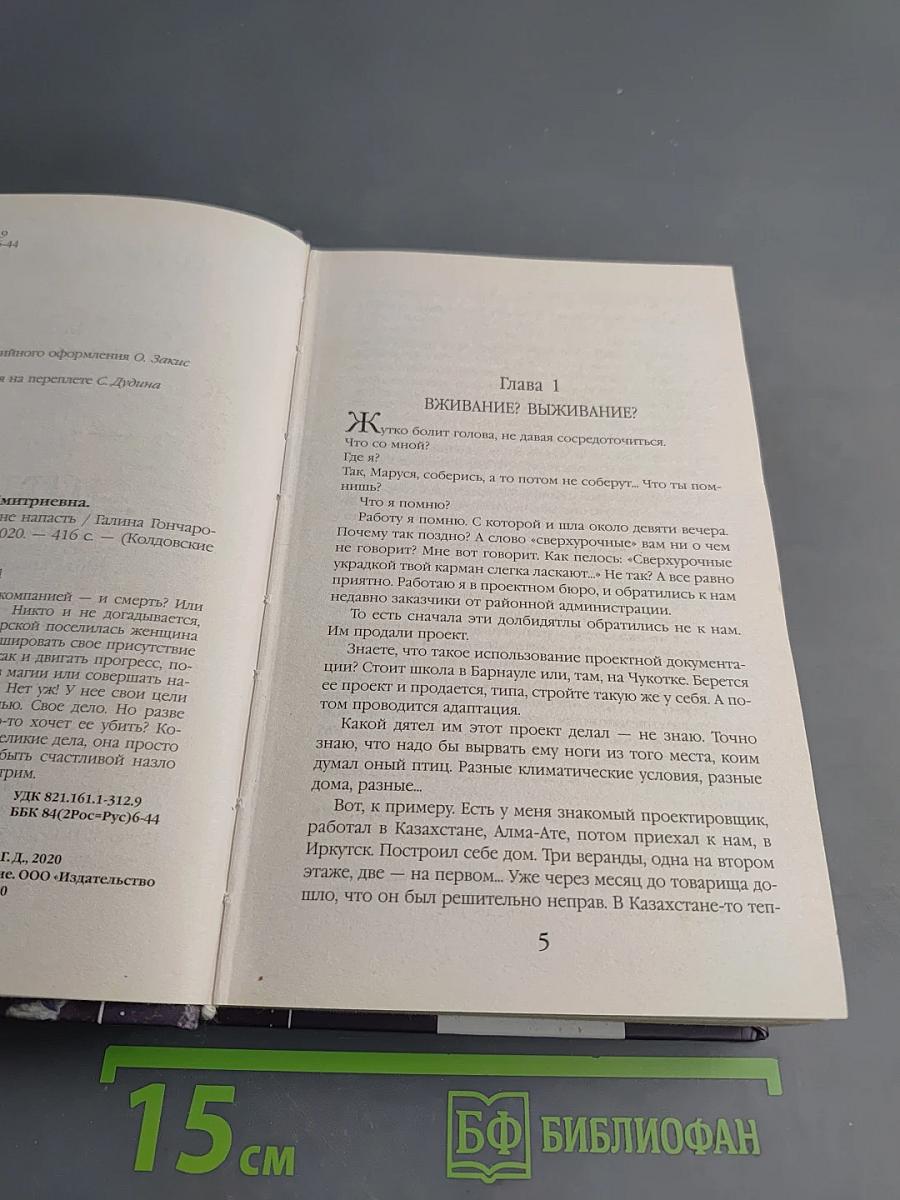 9
6-44
ийного оформления О. Закис
я на переплете С. Дудина
митриевна.
не напасть / Галина Гончаро-
020. — 416 с. — (Колдовские
компанией — и смерть? Или
Никто и не догадывается,
рской поселилась женщина
шировать свое присутствие
ак и двигать прогресс, по-
в магии или совершать на-
Нет уж! У нее свои цели
ью. Свое дело. Но разве
о-то хочет ее убить? Ко-
еликие дела, она просто
быть счастливой назло
трим.
УДК 821.161.1-312.9
ББК 84(2Рос=Рус)6-44
Г. Д., 2020
ие. ООО «Издательство
0
Глава 1
ВЖИВАНИЕ? ВЫЖИВАНИЕ?
Жутко болит голова, не давая сосредоточиться.
Что со мной?
Где я?
Так, Маруся, соберись, а то потом не соберут... Что ты пом-
нишь?
Что я помню?
Работу я помню. С которой и шла около девяти вечера.
Почему так поздно? А слово «сверхурочные» вам ни о чем
не говорит? Мне вот говорит. Как пелось: «Сверхурочные
украдкой твой карман слегка ласкают...» Не так? А все равно
приятно. Работаю я в проектном бюро, и обратились к нам
недавно заказчики от районной администрации.
То есть сначала эти долбидятлы обратились не к нам.
Им продали проект.
Знаете, что такое использование проектной документа-
ции? Стоит школа в Барнауле или, там, на Чукотке. Берется
ее проект и продается, типа, стройте такую же у себя. А по-
том проводится адаптация.
Какой дятел им этот проект делал — не знаю. Точно
знаю, что надо бы вырвать ему ноги из того места, коим
думал оный птиц. Разные климатические условия, разные
дома, разные...
Вот, к примеру. Есть у меня знакомый проектировщик,
работал в Казахстане, Алма-Ате, потом приехал к нам, в
Иркутск. Построил себе дом. Три веранды, одна на втором
этаже, две — на первом... Уже через месяц до товарища до-
шло, что он был решительно неправ. В Казахстане-то теп-
5
15 см
БФ БИБЛИОФАН